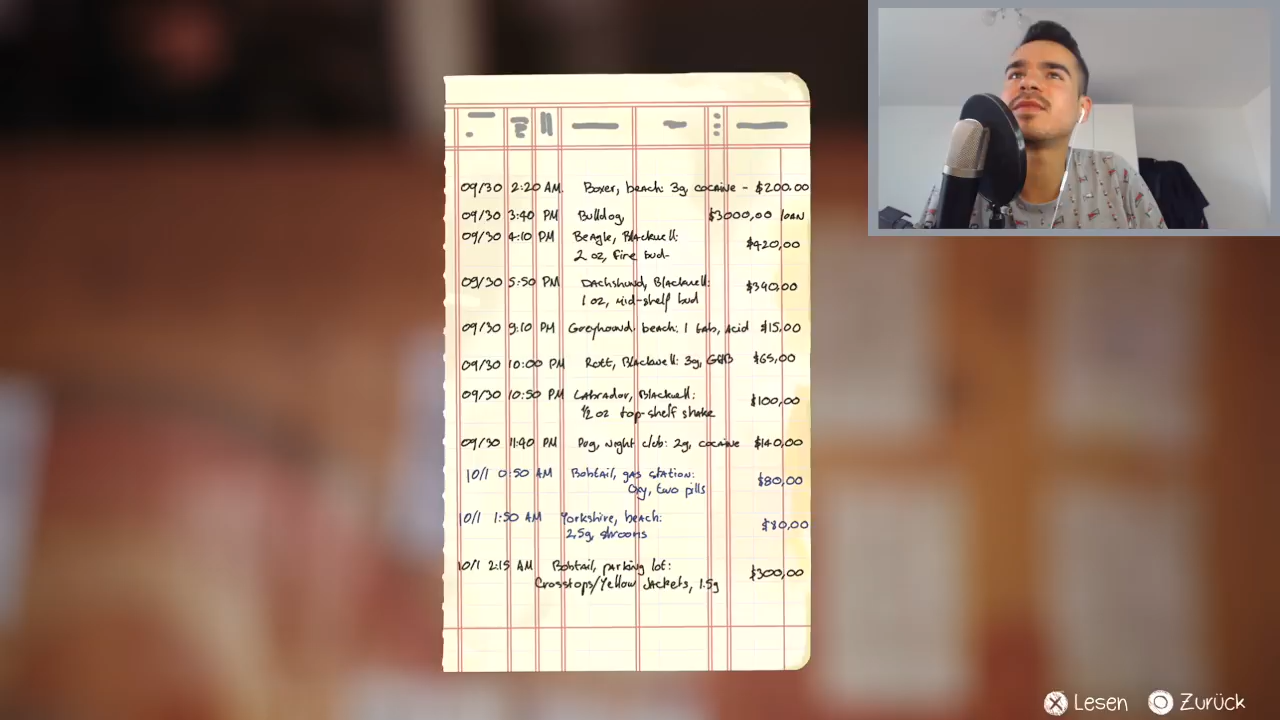 09/30 2:20 AM. Boxer, beach: 3g, cocaine - $200.00
09/30 3:40 PM Bulldog, $3000,00 loan
09/30 4:10 PM Beagle, Blackwell: $420,00
2 oz, fire bud-
09/30 5:50 PM Dachshund, Blackwell: $340,00
1 oz, mid-shelf bud
09/30 9:10 PM Greyhound. beach: 1 tab, acid $15.00
09/30 10:00 PM Rott, Blackwell: 3g, GHB $65,00
09/30 10:50 PM Labrador, Blackwell: $100,00
1/2 oz top-shelf shake
09/30 11:40 PM Pug, night club: 2g, cocaine $140,00
10/1 0:50 AM Bobtail, gas station: $80,00
Oxy, two pills
10/1 1:50 AM Yorkshire, beach:
2,5g, shrooms
10/1 2:15 AM Bobtail, parking lot: $300,00
Crosstops/Yellow Jackets, 1.5g
Lesen Zurück